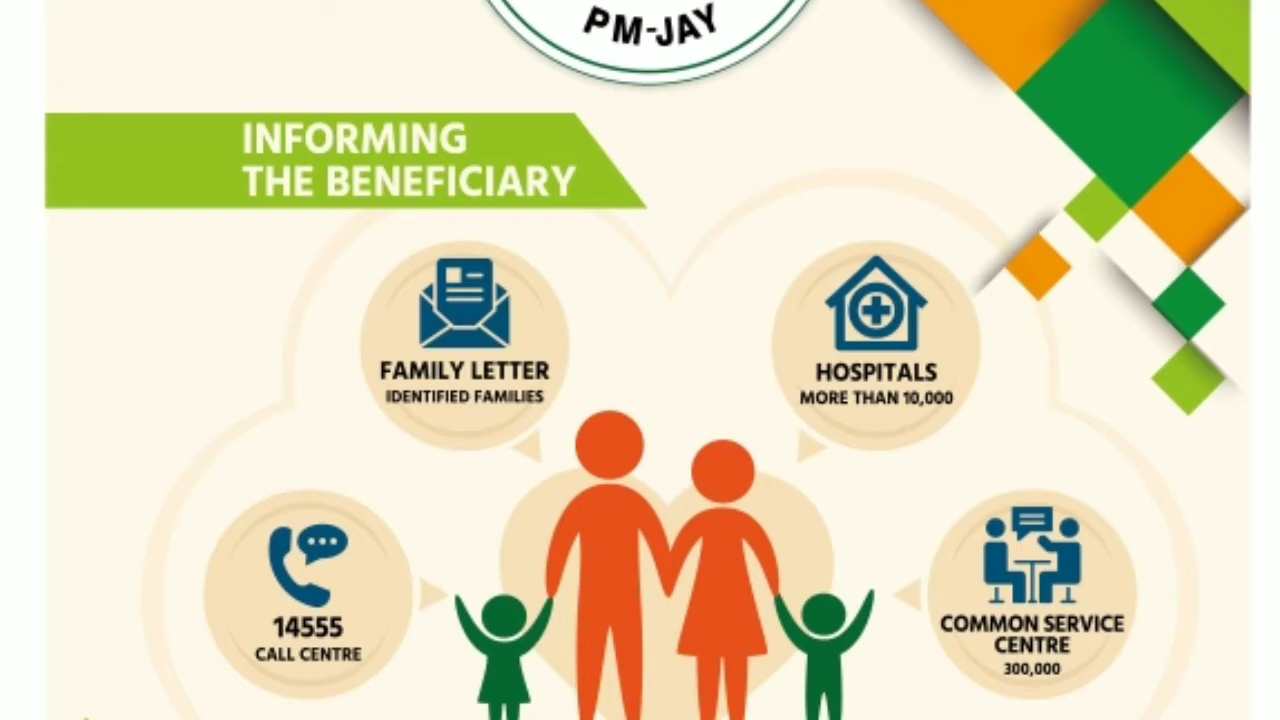 PM-JAY
INFORMING
THE BENEFICIARY
FAMILY LETTER
IDENTIFIED FAMILIES
HOSPITALS
MORE THAN 10,000
14555
CALL CENTRE
COMMON SERVICE
CENTRE
300,000